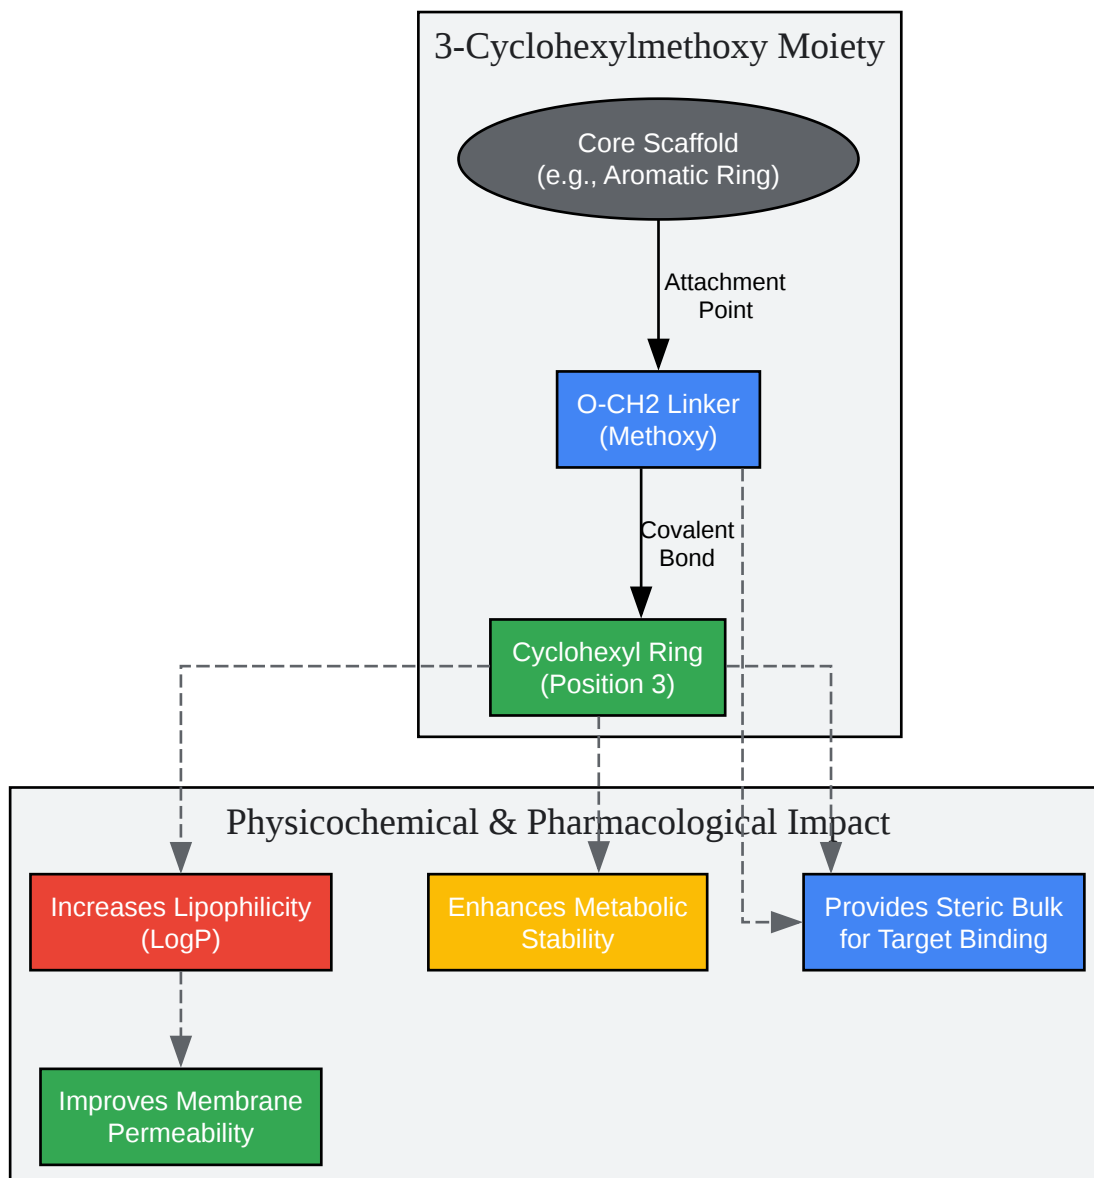 3-Cyclohexylmethoxy Moiety
Core Scaffold
(e.g., Aromatic Ring)
Attachment
Point
O-CH2 Linker
(Methoxy)
Covalent
Bond
Cyclohexyl Ring
(Position 3)
Physicochemical & Pharmacological Impact
Increases Lipophilicity
(LogP)
Enhances Metabolic
Stability
Provides Steric Bulk
for Target Binding
Improves Membrane
Permeability